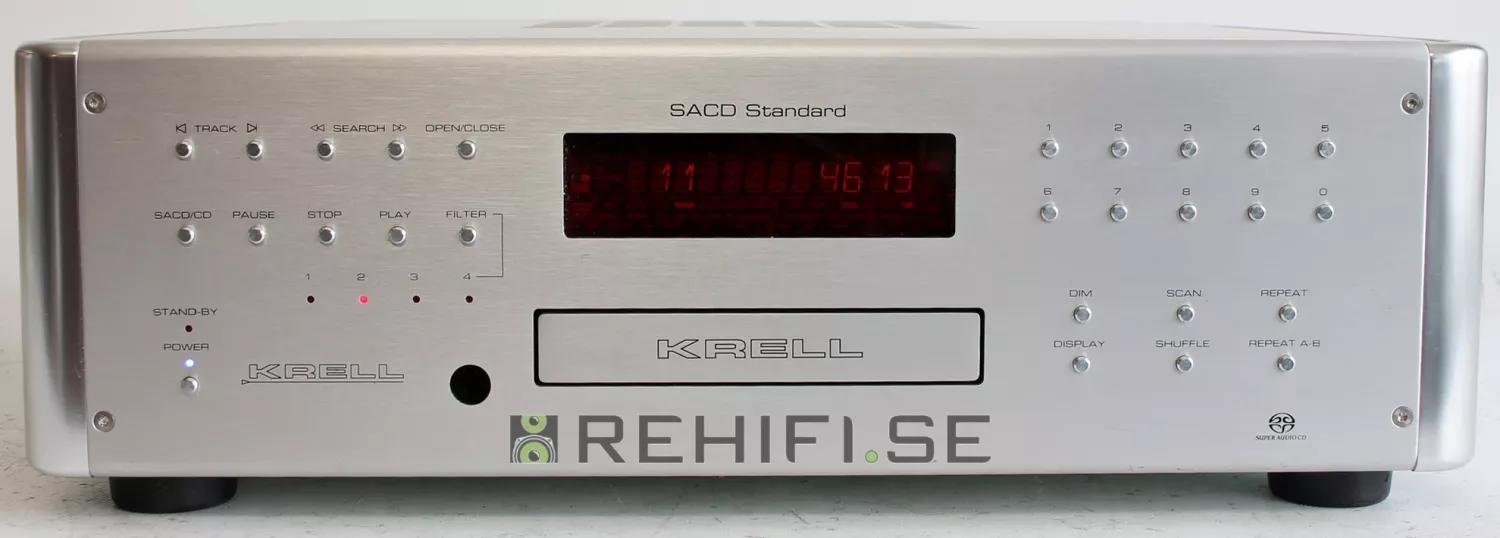 SACD Standard
TRACK SEARCH OPEN/CLOSE
SACD/CD PAUSE STOP PLAY FILTER
1 2 3 4
STAND-BY
POWER
KRELL
11 46 13
KRELL
1 2 3 4 5
6 7 8 9 0
DIM SCAN REPEAT
DISPLAY SHUFFLE REPEAT A-B
SUPER AUDIO CD
REHIFI.SE